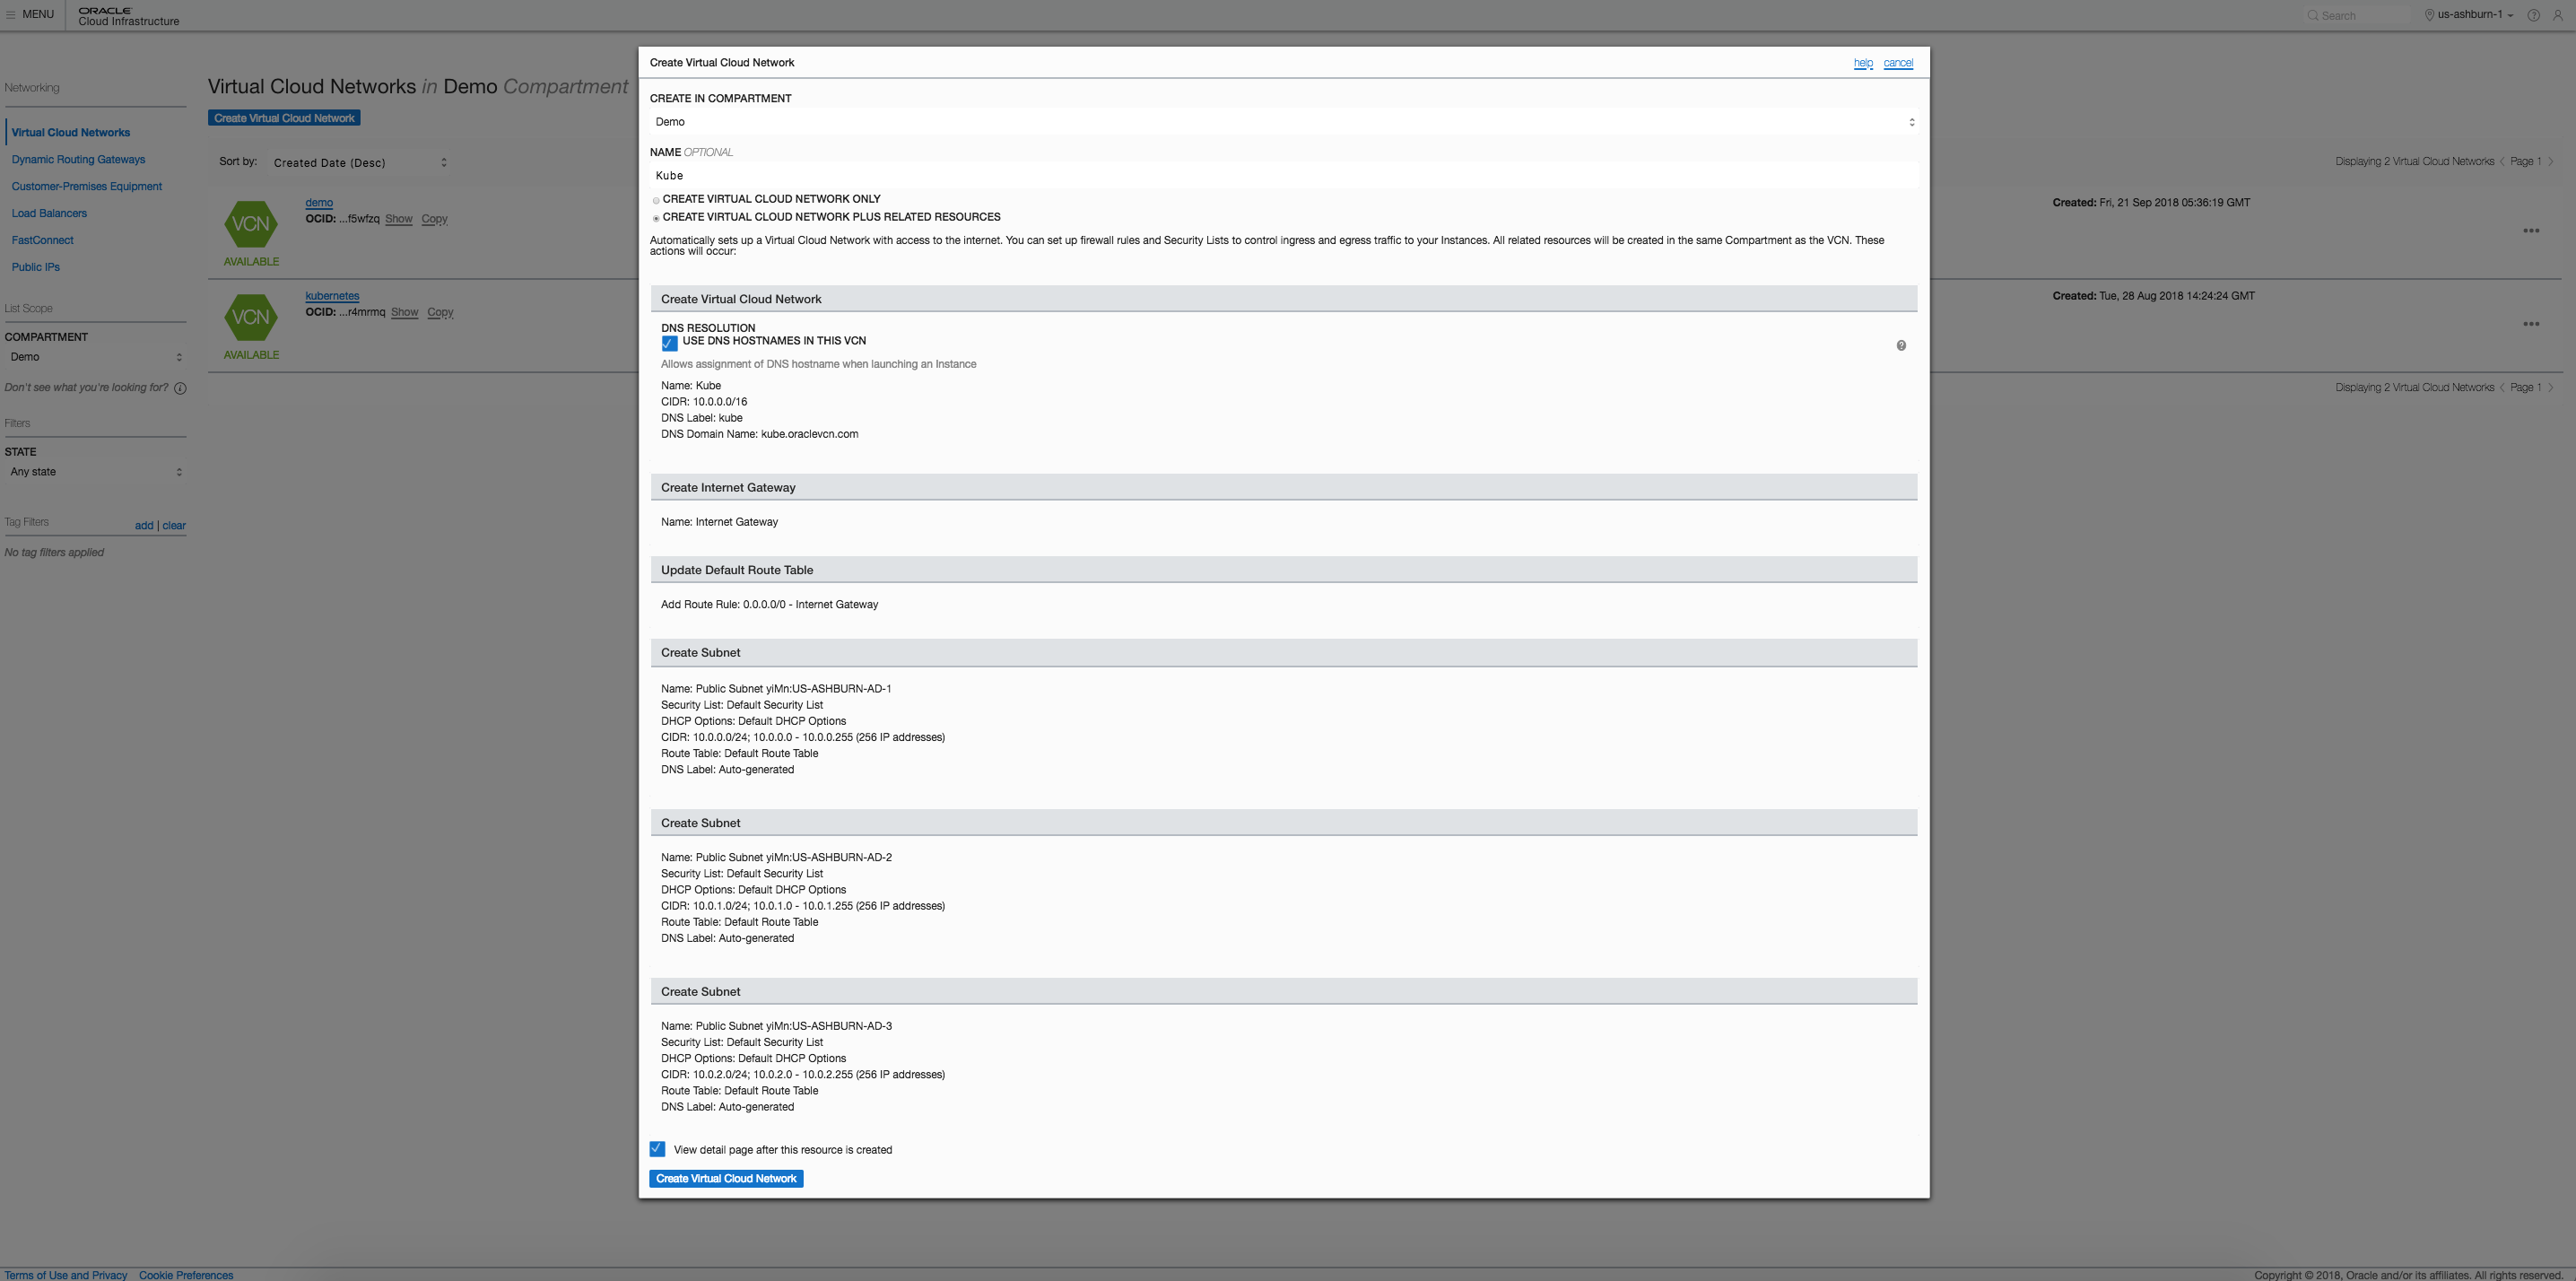 MENU
ORACLE
Cloud Infrastructure
Search
us-ashburn-1
Networking
Virtual Cloud Networks
Dynamic Routing Gateways
Customer-Premises Equipment
Load Balancers
FastConnect
Public IPs
List Scope
COMPARTMENT
Demo
Don't see what you're looking for?
Filters
STATE
Any state
Tag Filters
add | clear
No tag filters applied
Virtual Cloud Networks in Demo Compartment
Create Virtual Cloud Network
Sort by: Created Date (Desc)
Displaying 2 Virtual Cloud Networks < Page 1 >
VCN
AVAILABLE
demo
OCID: ...f5wfzq Show Copy
Created: Fri, 21 Sep 2018 05:36:19 GMT
VCN
AVAILABLE
kubernetes
OCID: ...r4mrmq Show Copy
Created: Tue, 28 Aug 2018 14:24:24 GMT
Displaying 2 Virtual Cloud Networks < Page 1 >
Create Virtual Cloud Network
help cancel
CREATE IN COMPARTMENT
Demo
NAME OPTIONAL
Kube
CREATE VIRTUAL CLOUD NETWORK ONLY
CREATE VIRTUAL CLOUD NETWORK PLUS RELATED RESOURCES
Automatically sets up a Virtual Cloud Network with access to the internet. You can set up firewall rules and Security Lists to control ingress and egress traffic to your Instances. All related resources will be created in the same Compartment as the VCN. These
actions will occur:
Create Virtual Cloud Network
DNS RESOLUTION
USE DNS HOSTNAMES IN THIS VCN
Allows assignment of DNS hostname when launching an Instance
Name: Kube
CIDR: 10.0.0.0/16
DNS Label: kube
DNS Domain Name: kube.oraclevcn.com
Create Internet Gateway
Name: Internet Gateway
Update Default Route Table
Add Route Rule: 0.0.0.0/0 - Internet Gateway
Create Subnet
Name: Public Subnet yiMn:US-ASHBURN-AD-1
Security List: Default Security List
DHCP Options: Default DHCP Options
CIDR: 10.0.0.0/24; 10.0.0.0 - 10.0.0.255 (256 IP addresses)
Route Table: Default Route Table
DNS Label: Auto-generated
Create Subnet
Name: Public Subnet yiMn:US-ASHBURN-AD-2
Security List: Default Security List
DHCP Options: Default DHCP Options
CIDR: 10.0.1.0/24; 10.0.1.0 - 10.0.1.255 (256 IP addresses)
Route Table: Default Route Table
DNS Label: Auto-generated
Create Subnet
Name: Public Subnet yiMn:US-ASHBURN-AD-3
Security List: Default Security List
DHCP Options: Default DHCP Options
CIDR: 10.0.2.0/24; 10.0.2.0 - 10.0.2.255 (256 IP addresses)
Route Table: Default Route Table
DNS Label: Auto-generated
View detail page after this resource is created
Create Virtual Cloud Network
Terms of Use and Privacy Cookie Preferences
Copyright © 2018, Oracle and/or its affiliates. All rights reserved.